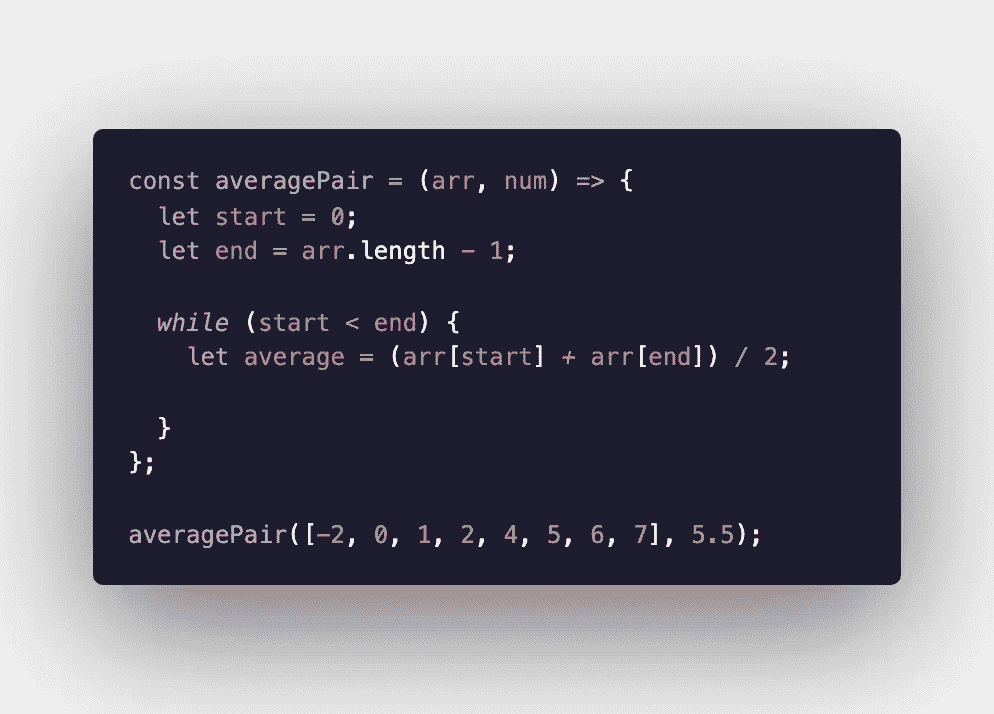 const averagePair = (arr, num) => {
  let start = 0;
  let end = arr.length - 1;
  while (start < end) {
    let average = (arr[start] + arr[end]) / 2;
  }
};
averagePair([-2, 0, 1, 2, 4, 5, 6, 7], 5.5);